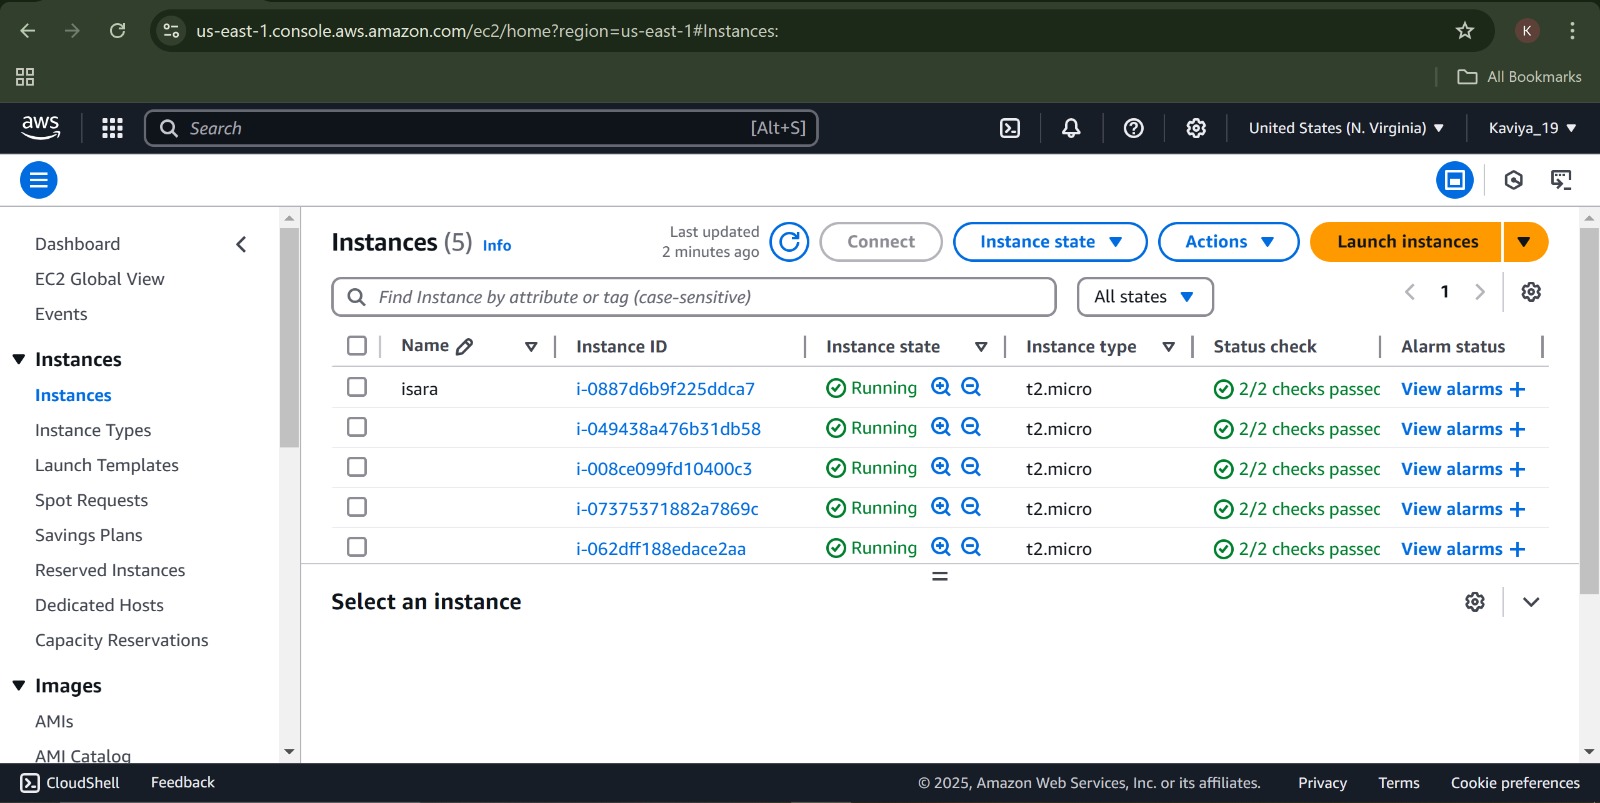 us-east-1.console.aws.amazon.com/ec2/home?region=us-east-1#Instances:
K
All Bookmarks
aws
Search
[Alt+S]
United States (N. Virginia)
Kaviya_19
Dashboard
EC2 Global View
Events
Instances
Instances
Instance Types
Launch Templates
Spot Requests
Savings Plans
Reserved Instances
Dedicated Hosts
Capacity Reservations
Images
AMIs
AMI Catalog
Instances (5) Info
Last updated
2 minutes ago
Connect
Instance state
Actions
Launch instances
Find Instance by attribute or tag (case-sensitive)
All states
1
Name Instance ID Instance state Instance type Status check Alarm status
isara i-0887d6b9f225ddca7 Running t2.micro 2/2 checks passed View alarms +
i-049438a476b31db58 Running t2.micro 2/2 checks passed View alarms +
i-008ce099fd10400c3 Running t2.micro 2/2 checks passed View alarms +
i-07375371882a7869c Running t2.micro 2/2 checks passed View alarms +
i-062dff188edace2aa Running t2.micro 2/2 checks passed View alarms +
Select an instance
CloudShell
Feedback
© 2025, Amazon Web Services, Inc. or its affiliates.
Privacy
Terms
Cookie preferences